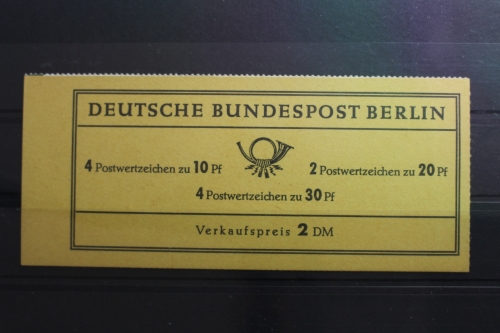 DEUTSCHE BUNDESPOST BERLIN
4 Postwertzeichen zu 10 Pf 2 Postwertzeichen zu 20 Pf
4 Postwertzeichen zu 30 Pf
Verkaufspreis 2 DM